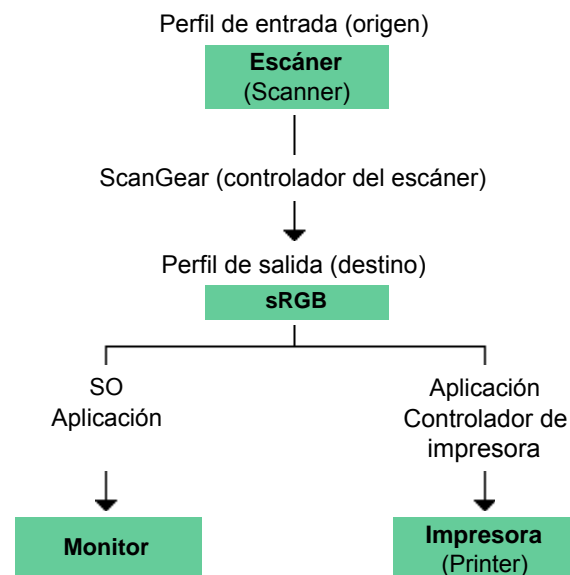 Perfil de entrada (origen)
Escáner
(Scanner)
ScanGear (controlador del escáner)
Perfil de salida (destino)
sRGB
SO
Aplicación
Aplicación
Controlador de
impresora
Monitor
Impresora
(Printer)